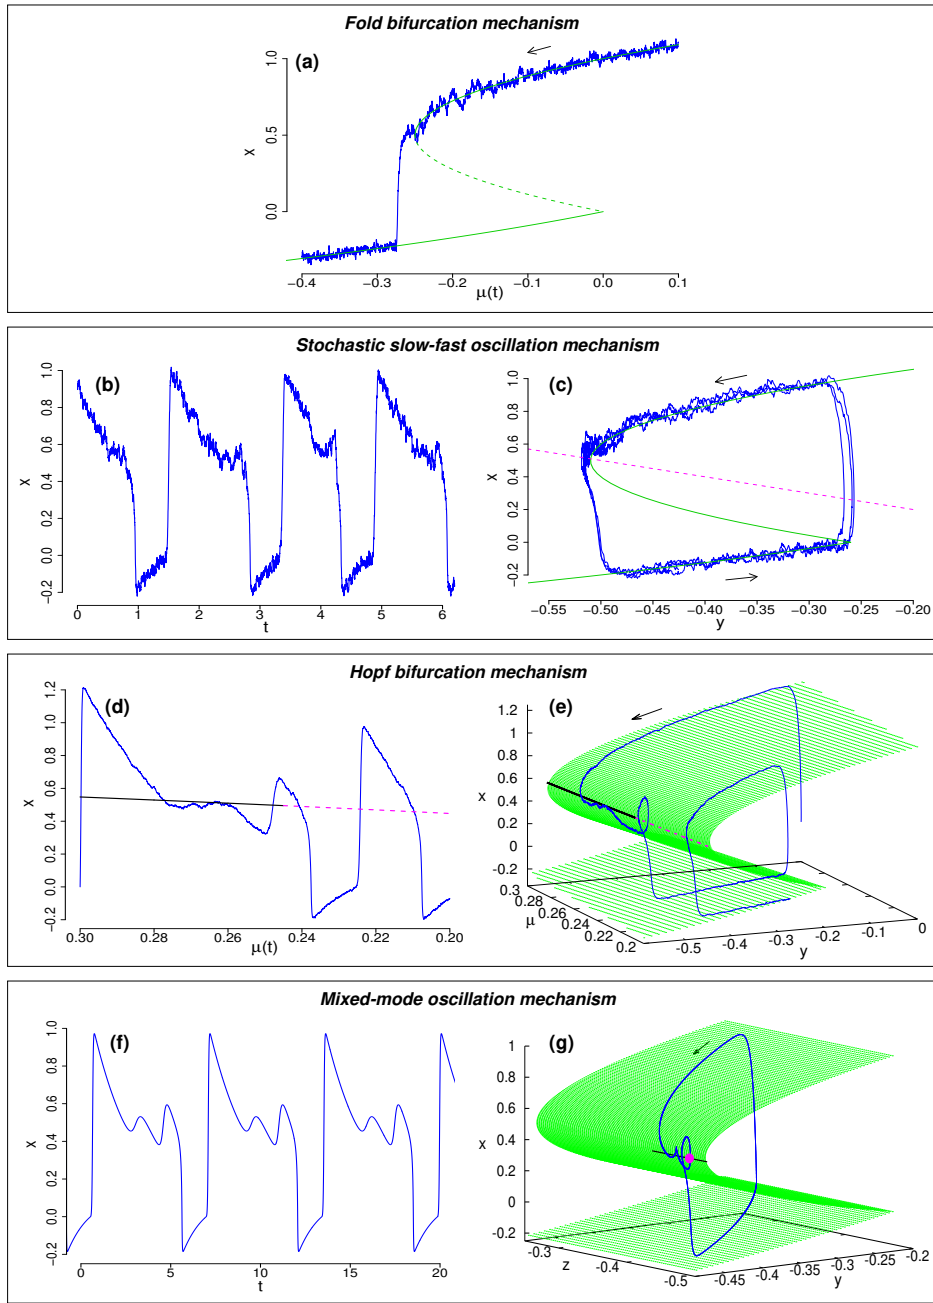 Fold bifurcation mechanism
(a)
1.0
0.5
0.0
X
−0.4 −0.3 −0.2 −0.1 0.0 0.1
μ(t)
Stochastic slow-fast oscillation mechanism
(b)
1.0
0.8
0.6
0.4
0.2
0.0
−0.2
X
0 1 2 3 4 5 6
t
(c)
1.0
0.8
0.6
0.4
0.2
0.0
−0.2
X
−0.55 −0.50 −0.45 −0.40 −0.35 −0.30 −0.25 −0.20
y
Hopf bifurcation mechanism
(d)
1.2
1.0
0.8
0.6
0.4
0.2
0.0
−0.2
x
0.30 0.28 0.26 0.24 0.22 0.20
μ(t)
(e)
1.2
1
0.8
0.6
0.4
0.2
0
-0.2
x
0.3
0.28
0.26
0.24
0.22
0.2
μ
-0.5 -0.4 -0.3 -0.2 -0.1 0
y
Mixed-mode oscillation mechanism
(f)
1.0
0.8
0.6
0.4
0.2
0.0
−0.2
X
0 5 10 15 20
t
(g)
1
0.8
0.6
0.4
0.2
0
-0.2
x
-0.3
-0.4
-0.5
z
-0.45 -0.4 -0.35 -0.3 -0.25 -0.2
y